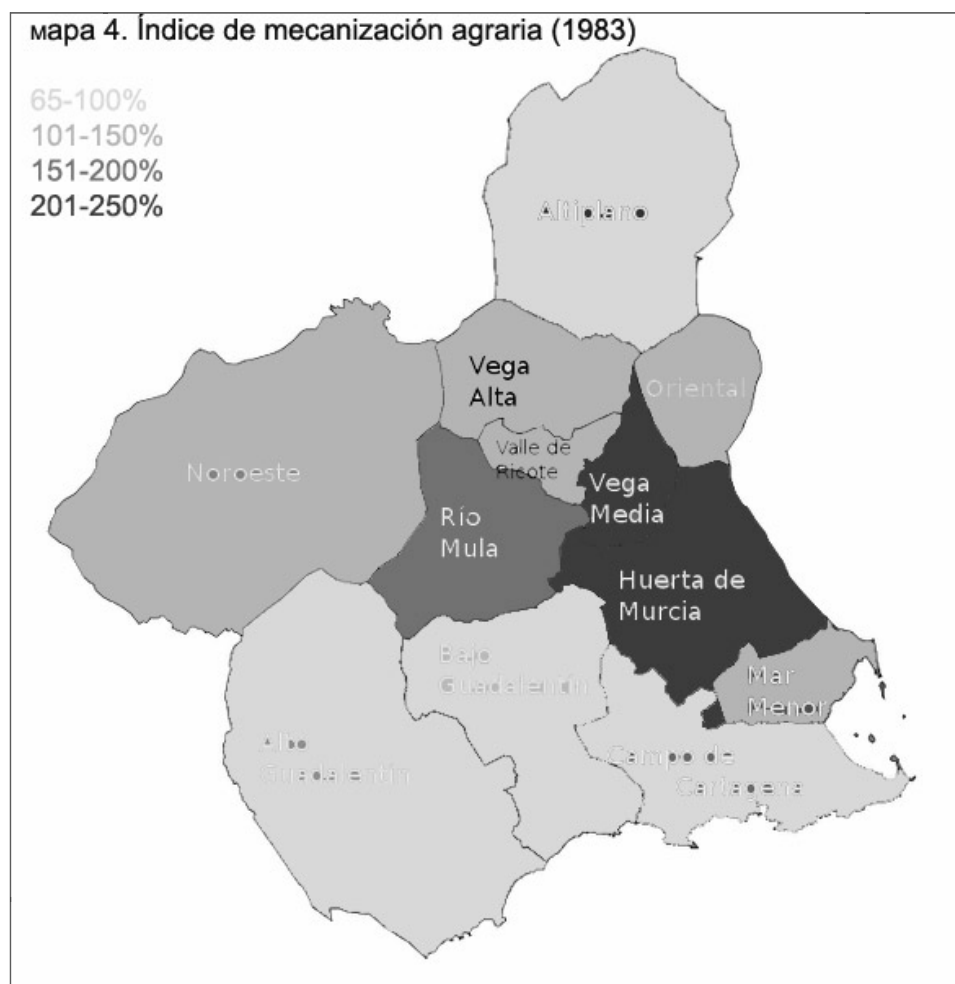 Mapa 4. Índice de mecanización agraria (1983)
65-100%
101-150%
151-200%
201-250%
Altiplano
Vega
Alta
Oriental
Noroeste
Valle de
Ricote
Vega
Media
Río
Mula
Huerta de
Murcia
Bajo
Guadalentín
Mar
Menor
Alto
Guadalentín
Campo de
Cartagena